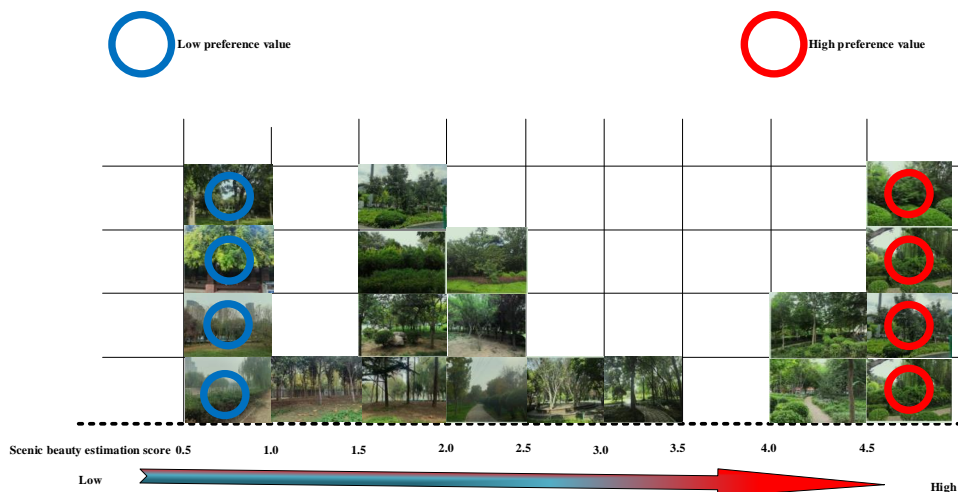 Low preference value
High preference value
Scenic beauty estimation score 0.5 1.0 1.5 2.0 2.5 3.0 3.5 4.0 4.5
Low
High